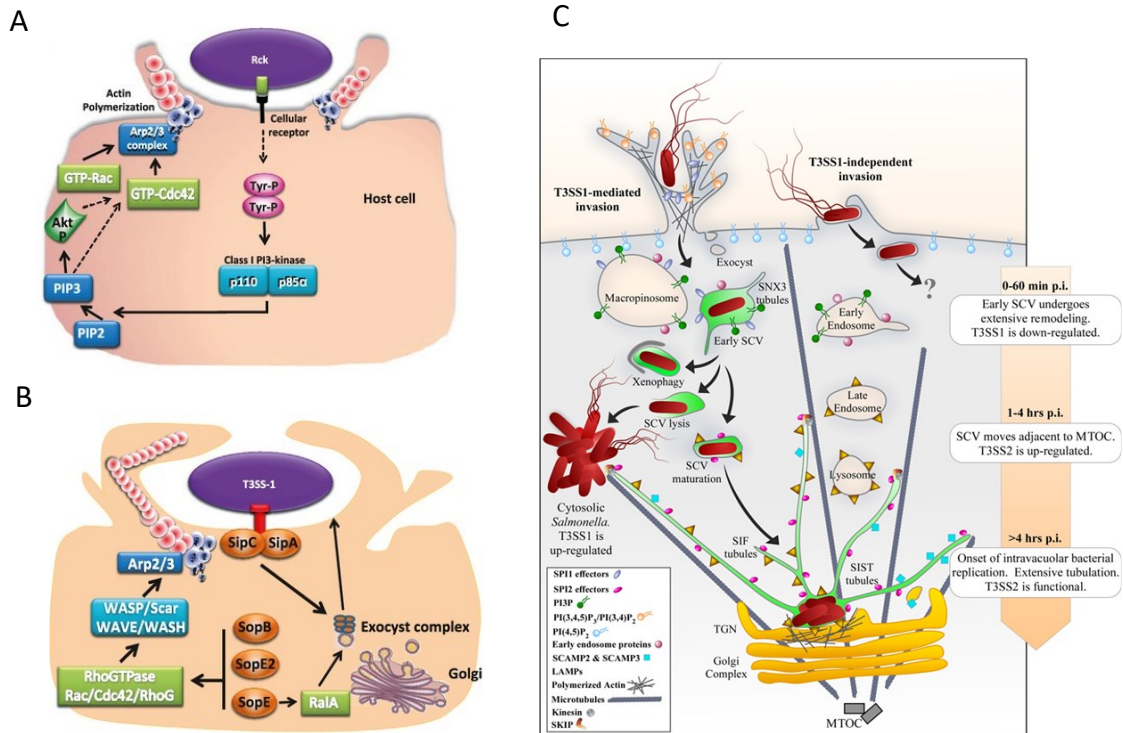 A
Rck
Actin
Polymerization
Cellular
receptor
Arp2/3
complex
GTP-Rac
GTP-Cdc42
Tyr-P
Tyr-P
Host cell
Akt
P
Class I PI3-kinase
p110
p85α
PIP3
PIP2
B
T3SS-1
SipC
SipA
Arp2/3
WASP/Scar
WAVE/WASH
Exocyst complex
SopB
SopE2
SopE
Golgi
RhoGTPase
Rac/Cdc42/RhoG
RalA
C
T3SS1-mediated
invasion
T3SS1-independent
invasion
Exocyst
Macropinosome
SNX3
tubules
Early SCV
?
Early
Endosome
0-60 min p.i.
Early SCV undergoes
extensive remodeling.
T3SS1 is down-regulated.
Xenophagy
SCV lysis
Late
Endosome
1-4 hrs p.i.
SCV moves adjacent to MTOC.
T3SS2 is up-regulated.
SCV
maturation
Lysosome
Cytosolic
Salmonella.
T3SS1 is
up-regulated
SIF
tubules
SIST
tubules
>4 hrs p.i.
Onset of intravacuolar bacterial
replication. Extensive tubulation.
T3SS2 is functional.
SPI1 effectors
SPI2 effectors
PI3P
PI(3,4,5)P3/PI(3,4)P2
PI(4,5)P2
Early endosome proteins
SCAMP2 & SCAMP3
LAMPs
Polymerized Actin
Microtubules
Kinesin
SKIP
TGN
Golgi
Complex
MTOC